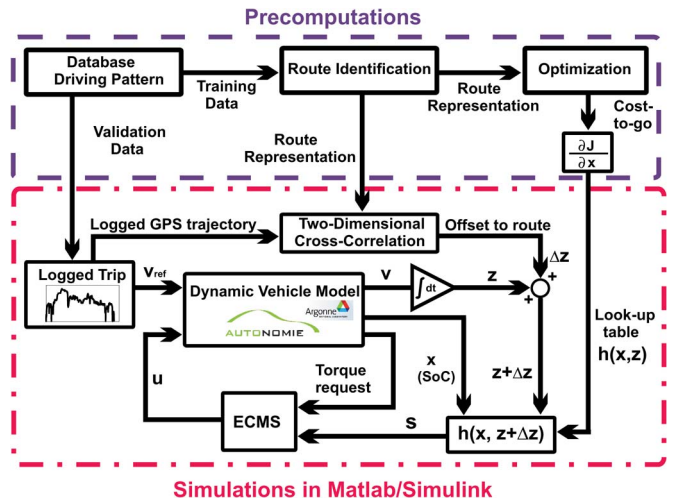 Precomputations
Database
Driving Pattern
Training
Data
Route Identification
Route
Representation
Optimization
Cost-
to-go
∂J
∂x
Validation
Data
Route
Representation
Logged GPS trajectory
Two-Dimensional
Cross-Correlation
Offset to route
Δz
Logged Trip
Vref
Dynamic Vehicle Model
Argonne
AUTONOMIE
v
∫dt
z
+
+
Look-up
table
h(x,z)
u
Torque
request
x
(SoC)
z+Δz
ECMS
s
h(x, z+Δz)
Simulations in Matlab/Simulink